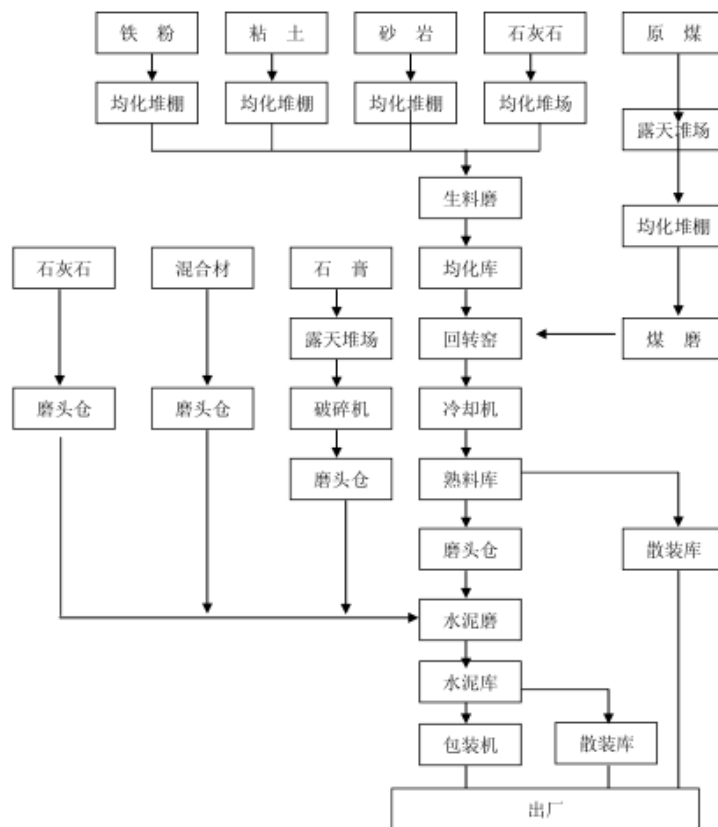 铁 粉 粘 土 砂 岩 石灰石 原 煤
均化堆棚 均化堆棚 均化堆棚 均化堆场
露天堆场
生料磨
均化堆棚
石灰石 混合材 石 膏 均化库
露天堆场 回转窑 煤 磨
磨头仓 磨头仓 破碎机 冷却机
磨头仓 熟料库
磨头仓 散装库
水泥磨
水泥库
包装机 散装库
出厂